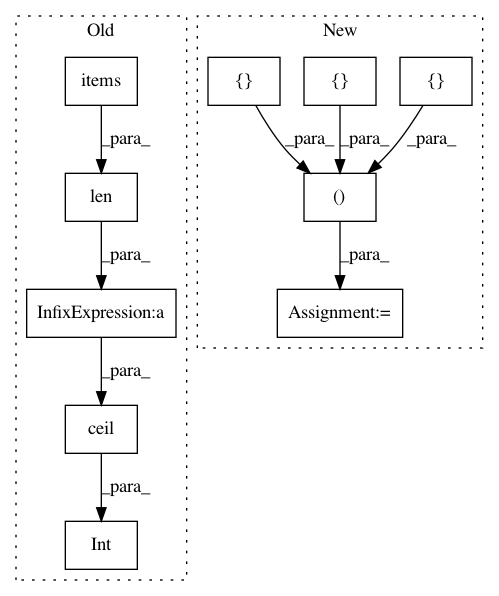 Old
New
items
{}
{}
{}
_para_
_para_
_para_
_para_
len
()
_para_
_para_
InfixExpression:a
Assignment:=
_para_
ceil
_para_
Int